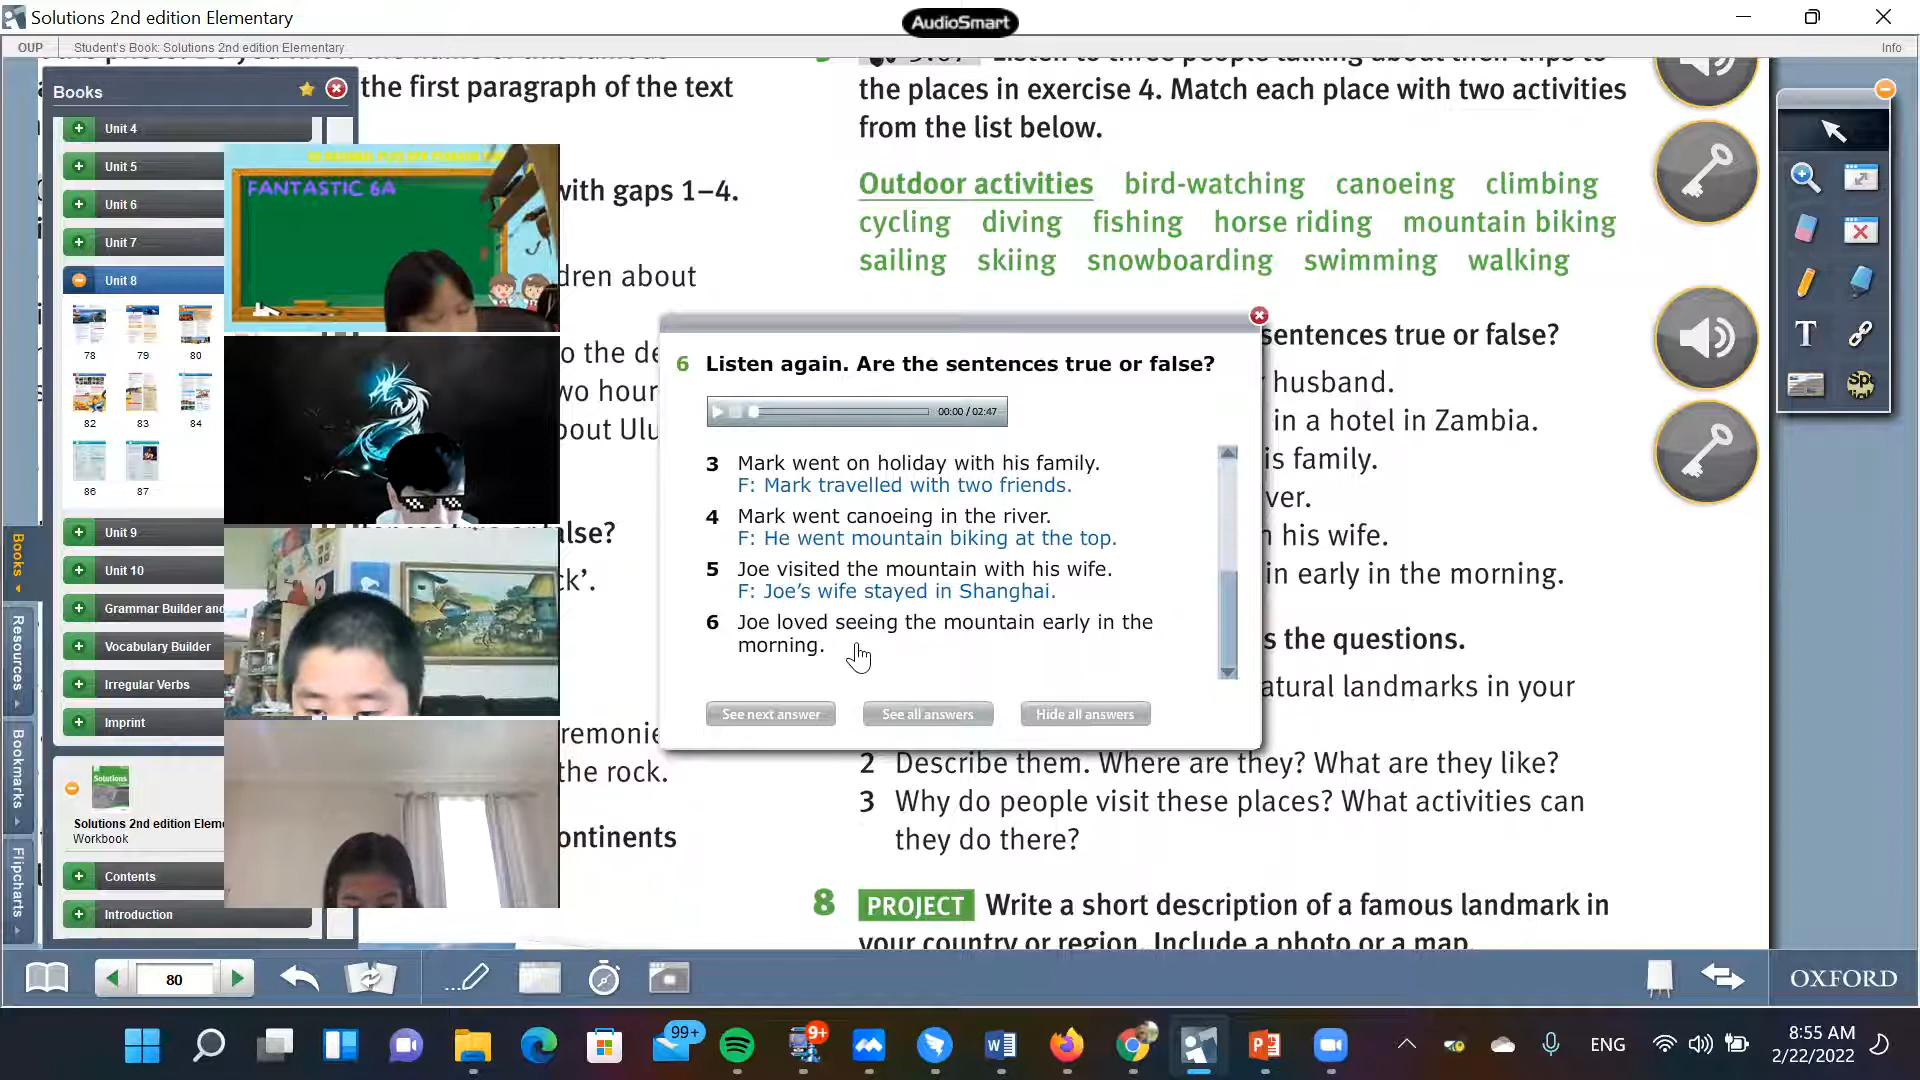 Solutions 2nd edition Elementary
AudioSmart
OUP
Student's Book: Solutions 2nd edition Elementary
Info
Books
Unit 4
Unit 5
Unit 6
Unit 7
Unit 8
78 79 80
82 83 84
86 87
Unit 9
Unit 10
Grammar Builder and
Vocabulary Builder
Irregular Verbs
Imprint
Solutions
Solutions 2nd edition Elem
Workbook
Contents
Introduction
Books
Resources
Bookmarks
Flipcharts
FANTASTIC 6A
the first paragraph of the text
with gaps 1–4.
dren about
o the de
wo hour
bout Ulu
alse?
ck’.
remonie
the rock.
ontinents
the places in exercise 4. Match each place with two activities
from the list below.
Outdoor activities bird-watching canoeing climbing
cycling diving fishing horse riding mountain biking
sailing skiing snowboarding swimming walking
sentences true or false?
husband.
in a hotel in Zambia.
is family.
ver.
his wife.
in early in the morning.
s the questions.
atural landmarks in your
6 Listen again. Are the sentences true or false?
00:00 / 02:47
3 Mark went on holiday with his family.
F: Mark travelled with two friends.
4 Mark went canoeing in the river.
F: He went mountain biking at the top.
5 Joe visited the mountain with his wife.
F: Joe’s wife stayed in Shanghai.
6 Joe loved seeing the mountain early in the
morning.
See next answer
See all answers
Hide all answers
2 Describe them. Where are they? What are they like?
3 Why do people visit these places? What activities can
they do there?
8 PROJECT Write a short description of a famous landmark in
your country or region. Include a photo or a map.
T
80
OXFORD
99+
9+
ENG
8:55 AM
2/22/2022